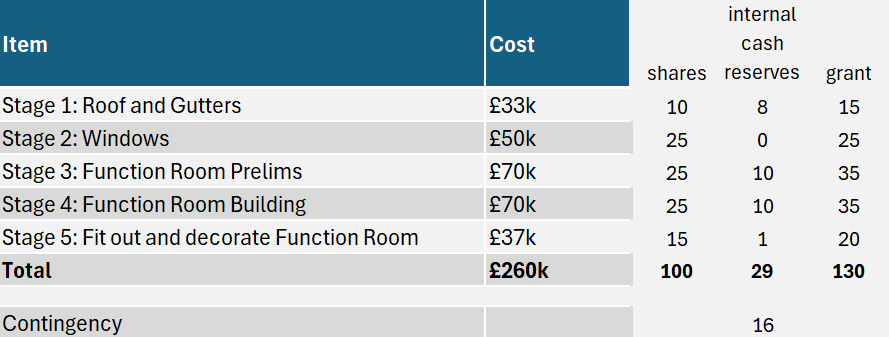 Item Cost shares internal cash reserves grant
Stage 1: Roof and Gutters £33k 10 8 15
Stage 2: Windows £50k 25 0 25
Stage 3: Function Room Prelims £70k 25 10 35
Stage 4: Function Room Building £70k 25 10 35
Stage 5: Fit out and decorate Function Room £37k 15 1 20
Total £260k 100 29 130
Contingency 16